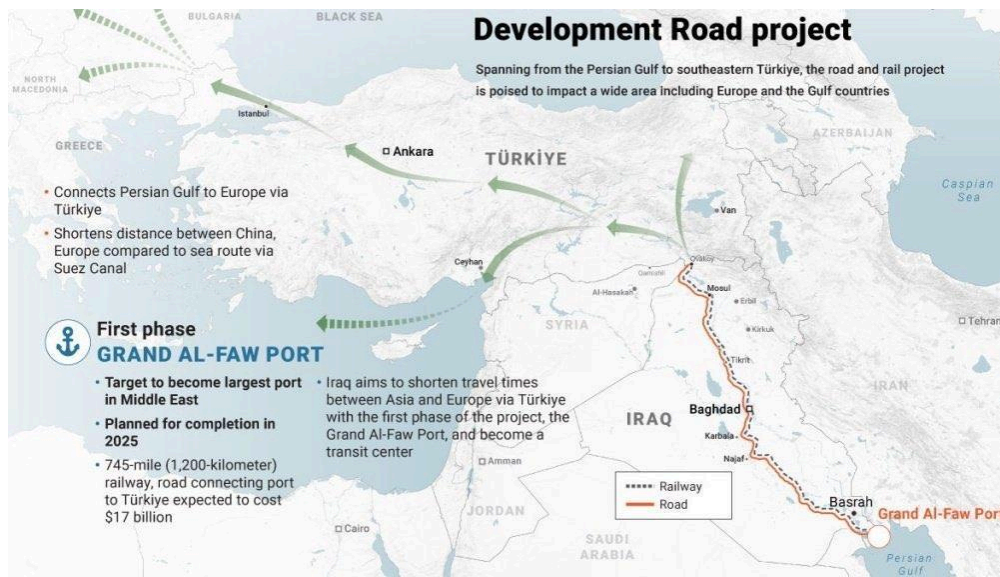 Development Road project
Spanning from the Persian Gulf to southeastern Türkiye, the road and rail project
is poised to impact a wide area including Europe and the Gulf countries
BULGARIA
BLACK SEA
NORTH
MACEDONIA
Istanbul
GREECE
Ankara
TÜRKİYE
AZERBAIJAN
Caspian
Sea
Van
• Connects Persian Gulf to Europe via
Türkiye
• Shortens distance between China,
Europe compared to sea route via
Suez Canal
Ceyhan
Ovaköy
Qamishli
Al-Hasakah
Mosul
Erbil
Kirkuk
Tehran
SYRIA
Tikrit
IRAN
First phase
GRAND AL-FAW PORT
• Target to become largest port
in Middle East
• Planned for completion in
2025
• 745-mile (1,200-kilometer)
railway, road connecting port
to Türkiye expected to cost
$17 billion
• Iraq aims to shorten travel times
between Asia and Europe via Türkiye
with the first phase of the project, the
Grand Al-Faw Port, and become a
transit center
IRAQ
Baghdad
Karbala
Najaf
Amman
JORDAN
Cairo
Railway
Road
Basrah
Grand Al-Faw Port
SAUDI
ARABIA
Persian
Gulf